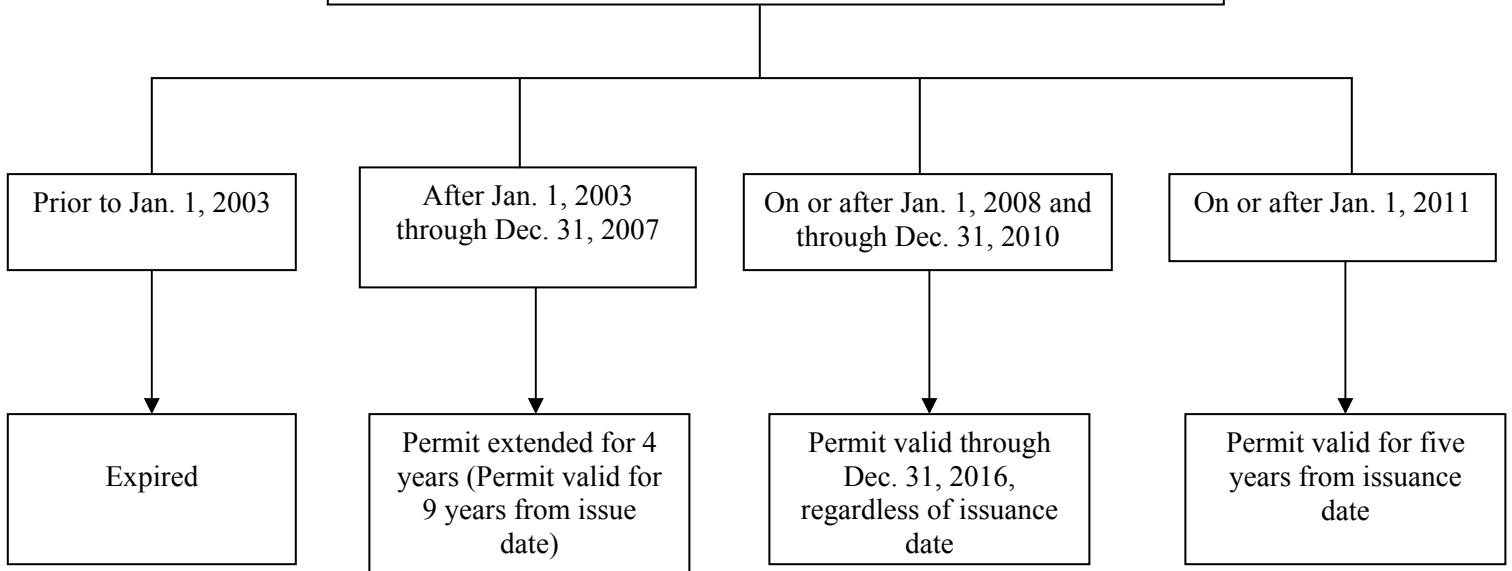 Prior to Jan. 1, 2003
After Jan. 1, 2003
through Dec. 31, 2007
On or after Jan. 1, 2008 and
through Dec. 31, 2010
On or after Jan. 1, 2011
Expired
Permit extended for 4
years (Permit valid for
9 years from issue
date)
Permit valid through
Dec. 31, 2016,
regardless of issuance
date
Permit valid for five
years from issuance
date